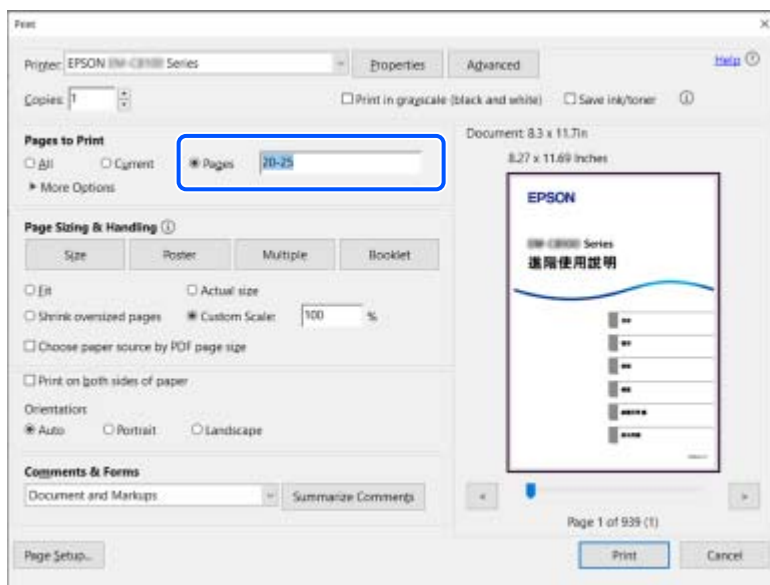 Print
Printer: EPSON Series
Properties
Advanced
Help
Copies: 1
Print in grayscale (black and white)
Save ink/toner
Pages to Print
All
Current
Pages
20-25
More Options
Page Sizing & Handling
Size
Poster
Multiple
Booklet
Fit
Actual size
Shrink oversized pages
Custom Scale:
100
%
Choose paper source by PDF page size
Print on both sides of paper
Orientation:
Auto
Portrait
Landscape
Comments & Forms
Document and Markups
Summarize Comments
Document: 8.3 x 11.7in
8.27 x 11.69 Inches
EPSON
Series
進階使用說明
Page 1 of 939 (1)
Page Setup...
Print
Cancel